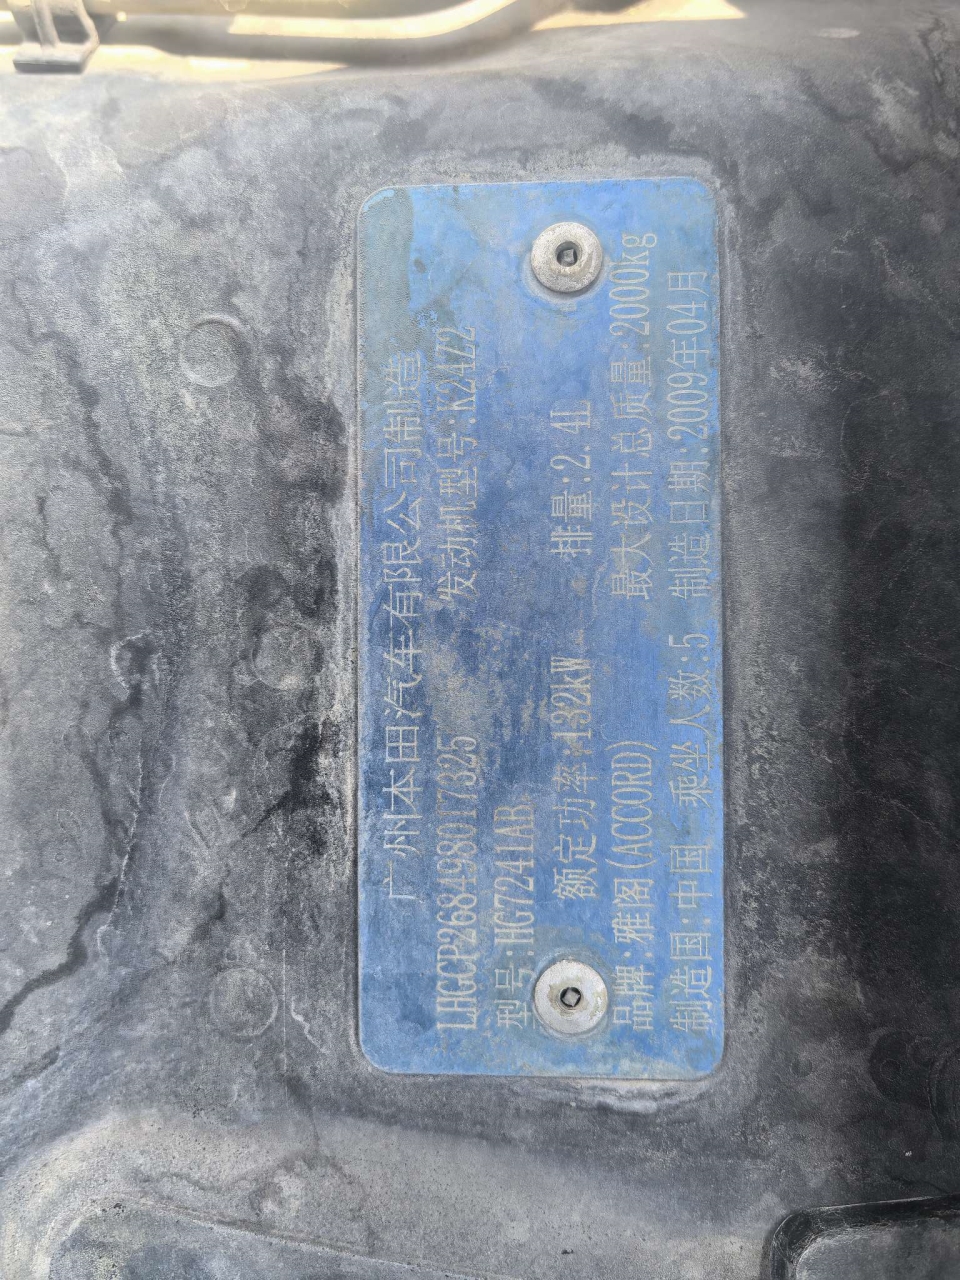 广州本田汽车有限公司制造
LHGCP268498017325 发动机型号:K24Z2
型号:HG7241AB
额定功率:132kW 排量:2.4L
品牌:雅阁(ACCORD) 最大设计总质量:2000kg
制造国:中国 乘坐人数:5 制造日期:2009年04月